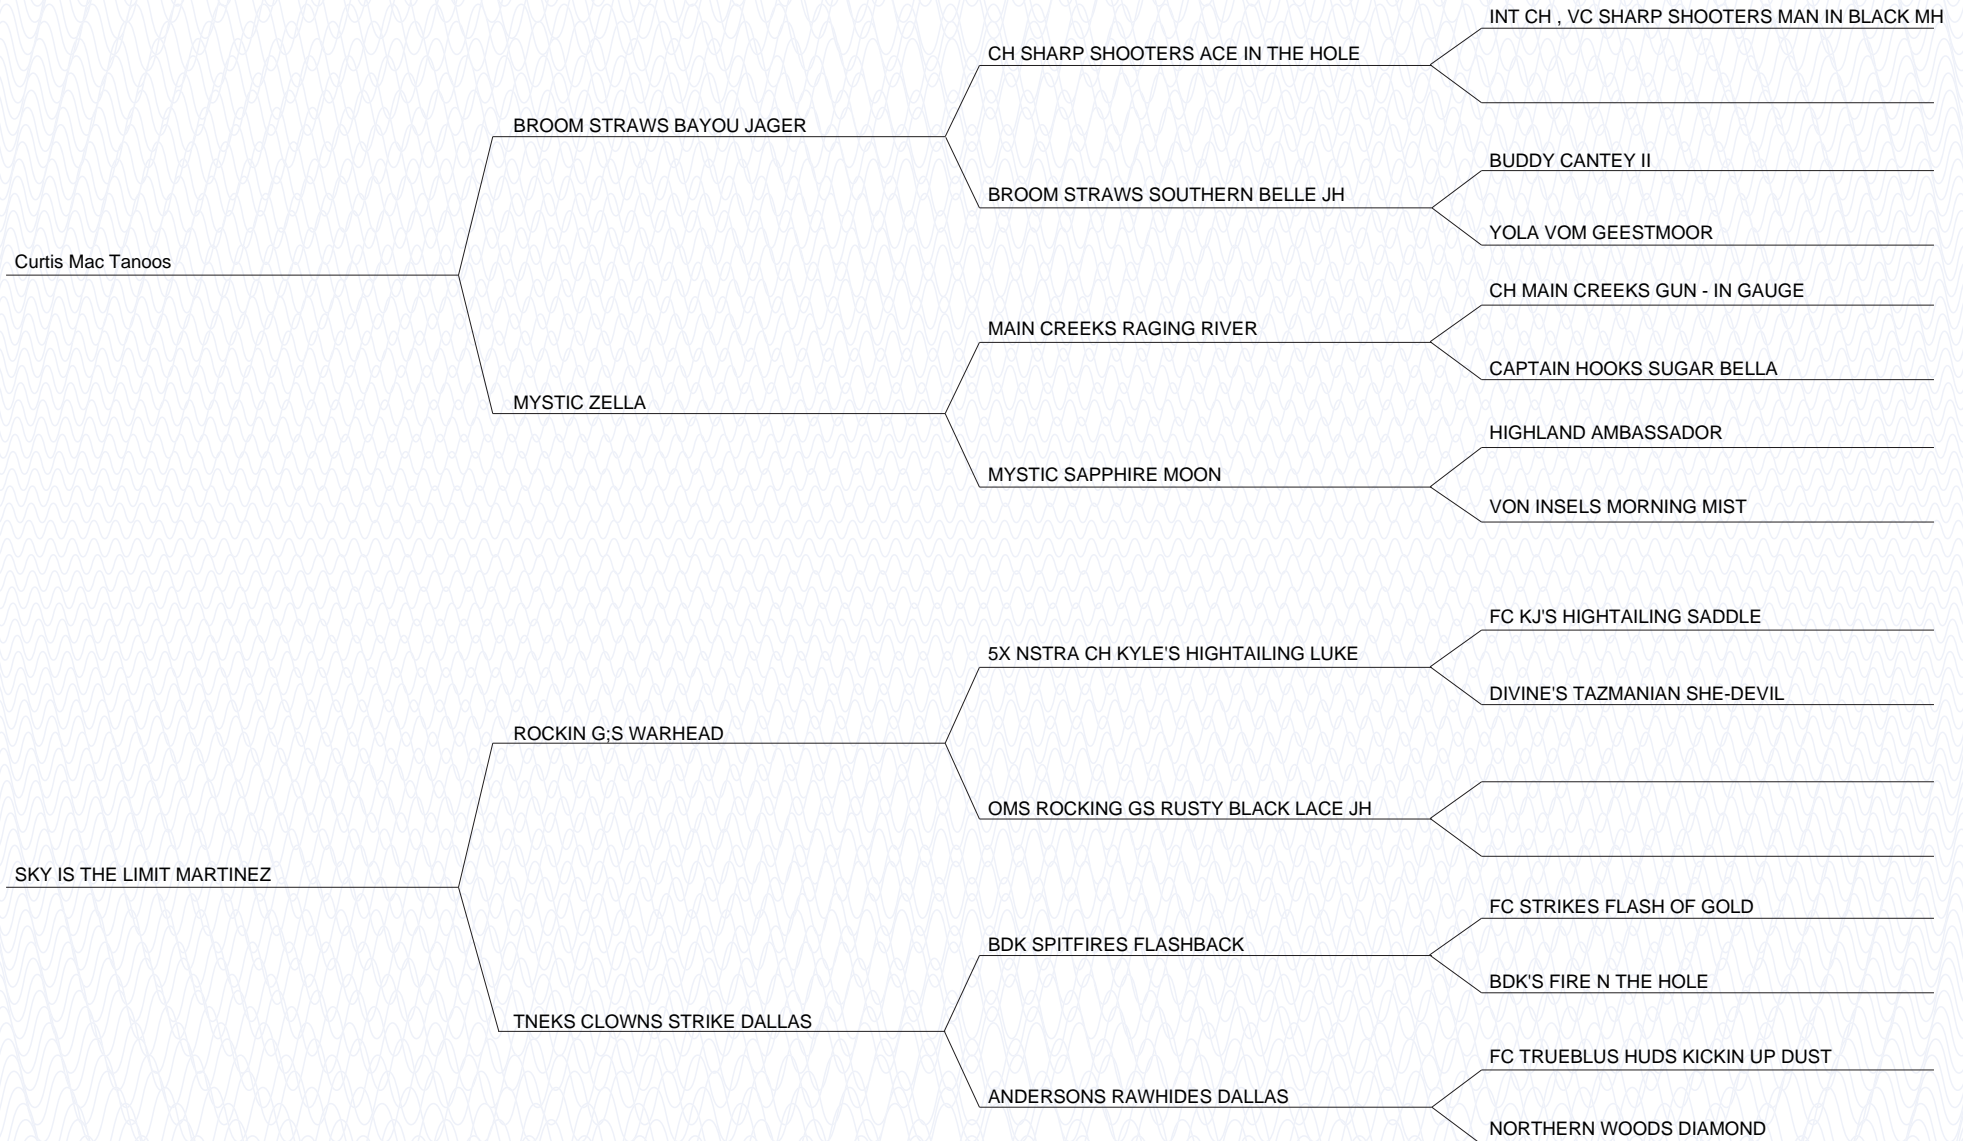 INT CH , VC SHARP SHOOTERS MAN IN BLACK MH
CH SHARP SHOOTERS ACE IN THE HOLE
BROOM STRAWS BAYOU JAGER
BUDDY CANTEY II
BROOM STRAWS SOUTHERN BELLE JH
YOLA VOM GEESTMOOR
Curtis Mac Tanoos
CH MAIN CREEKS GUN - IN GAUGE
MAIN CREEKS RAGING RIVER
CAPTAIN HOOKS SUGAR BELLA
MYSTIC ZELLA
HIGHLAND AMBASSADOR
MYSTIC SAPPHIRE MOON
VON INSELS MORNING MIST
FC KJ'S HIGHTAILING SADDLE
5X NSTRA CH KYLE'S HIGHTAILING LUKE
DIVINE'S TAZMANIAN SHE-DEVIL
ROCKIN G;S WARHEAD
OMS ROCKING GS RUSTY BLACK LACE JH
SKY IS THE LIMIT MARTINEZ
FC STRIKES FLASH OF GOLD
BDK SPITFIRES FLASHBACK
BDK'S FIRE N THE HOLE
TNEKS CLOWNS STRIKE DALLAS
FC TRUEBLUS HUDS KICKIN UP DUST
ANDERSONS RAWHIDES DALLAS
NORTHERN WOODS DIAMOND